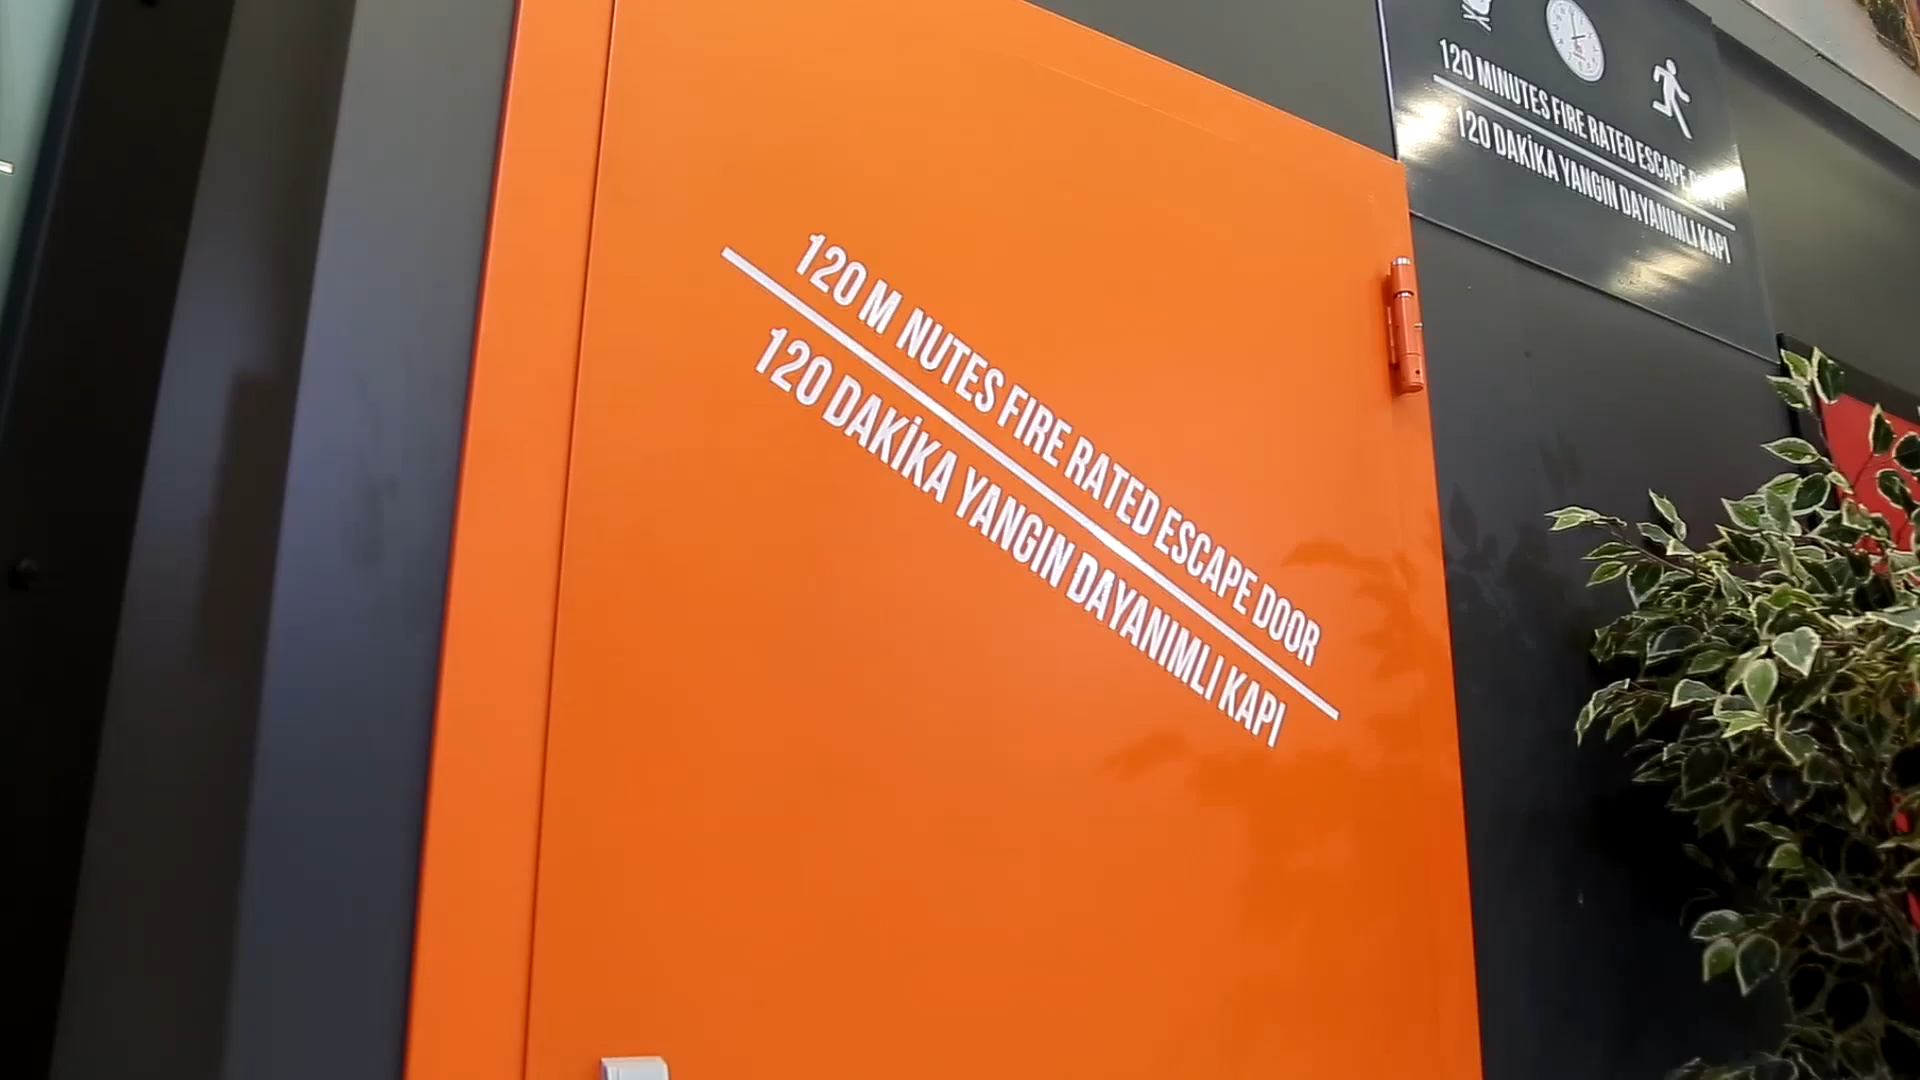 120 M NUTES FIRE RATED ESCAPE DOOR
120 DAKİKA YANGIN DAYANIMLI KAPI
120 MINUTES FIRE RATED ESCAPE
120 DAKİKA YANGIN DAYANIMLI KAPI